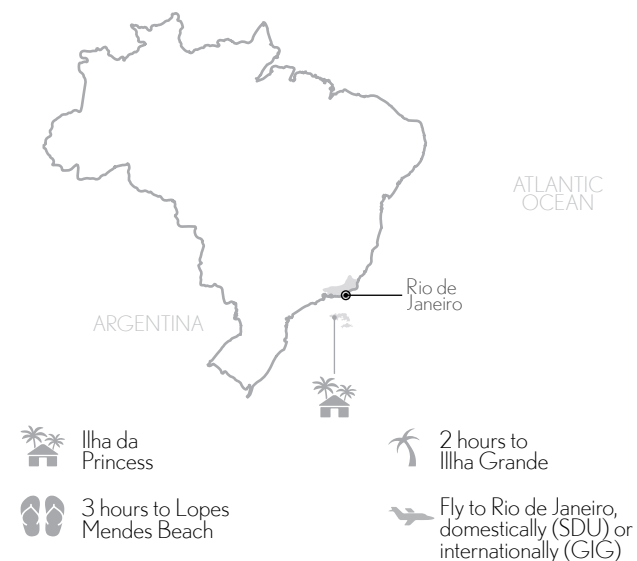 ATLANTIC
OCEAN
Rio de
Janeiro
ARGENTINA
Ilha da
Princess
2 hours to
Illha Grande
3 hours to Lopes
Mendes Beach
Fly to Rio de Janeiro,
domestically (SDU) or
internationally (GIG)